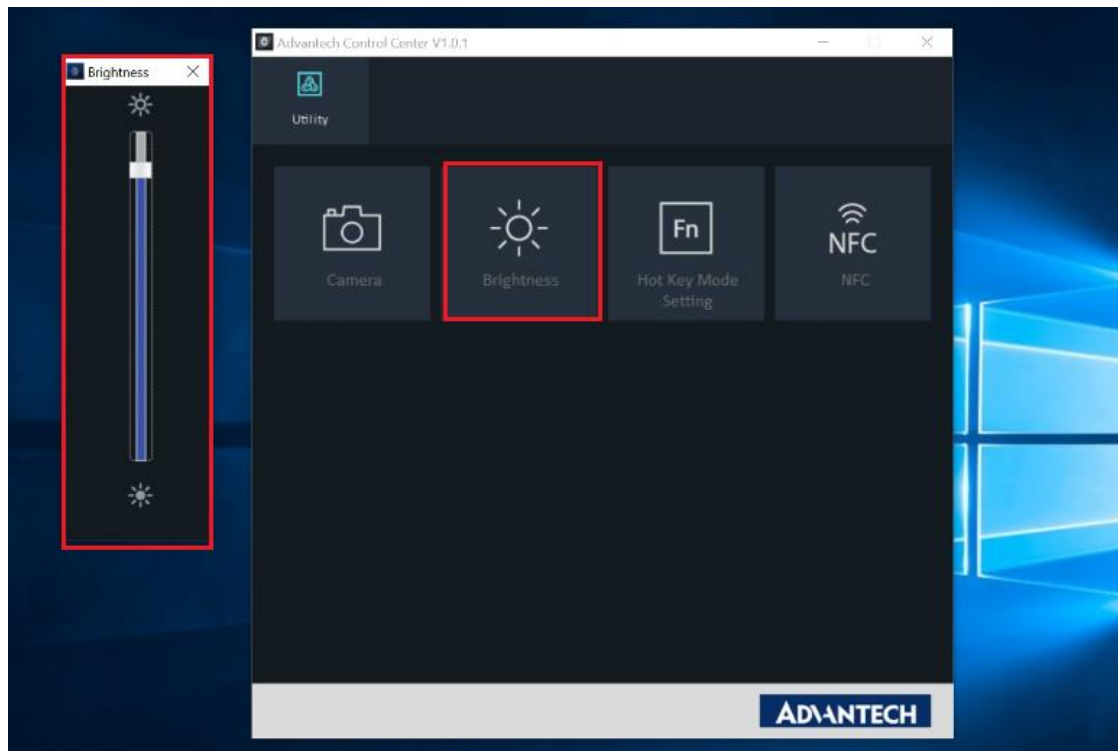 Advantech Control Center V1.0.1
Brightness
Utility
Fn
NFC
Camera
Brightness
Hot Key Mode
Setting
NFC
ADVANTECH